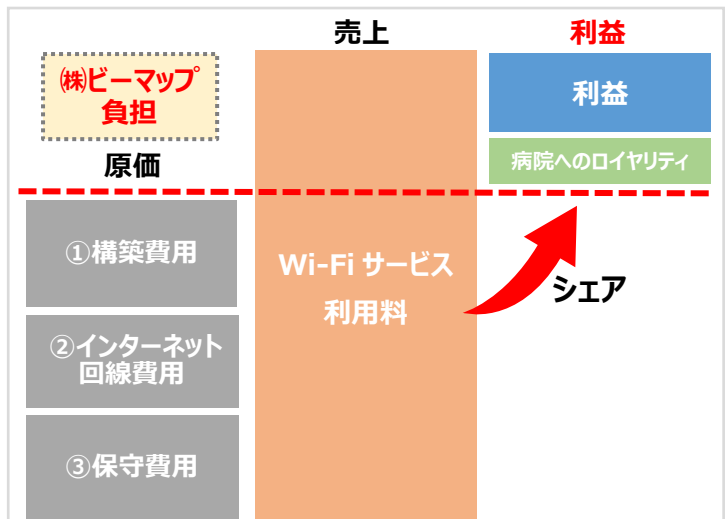 ㈱ビーマップ
負担
原価
①構築費用
②インターネット
回線費用
③保守費用
売上
Wi-Fi サービス
利用料
利益
利益
病院へのロイヤリティ
シェア